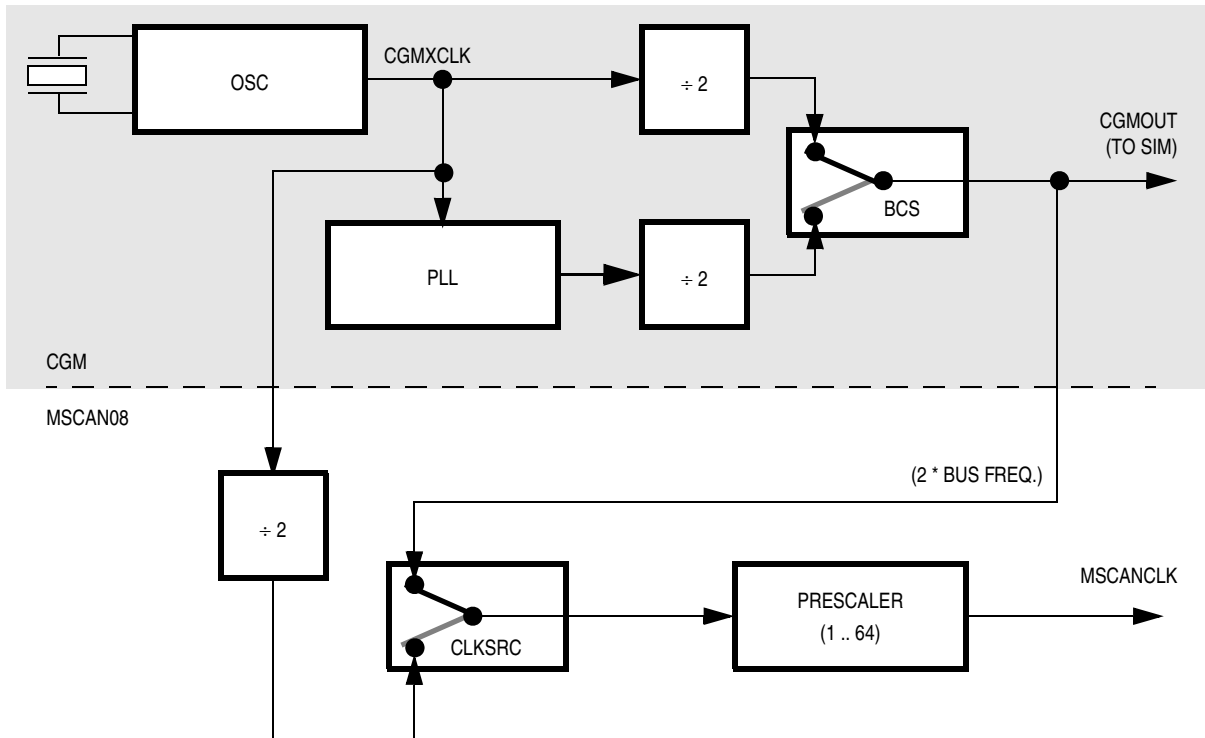 CGMXCLK
OSC
÷ 2
CGMOUT
(TO SIM)
BCS
PLL
÷ 2
CGM
MSCAN08
(2 * BUS FREQ.)
÷ 2
MSCANCLK
PRESCALER
(1 .. 64)
CLKSRC